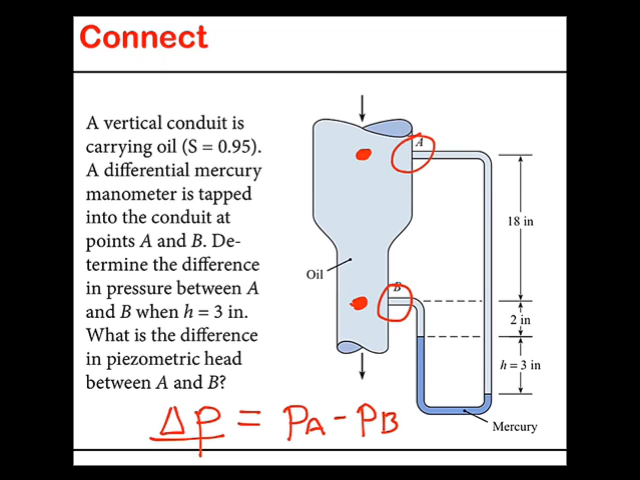 Connect
A vertical conduit is
carrying oil (S = 0.95).
A differential mercury
manometer is tapped
into the conduit at
points A and B. De-
termine the difference
in pressure between A
and B when h = 3 in.
What is the difference
in piezometric head
between A and B?
A
18 in
Oil
B
2 in
h = 3 in
Mercury
Δp = pA - pB